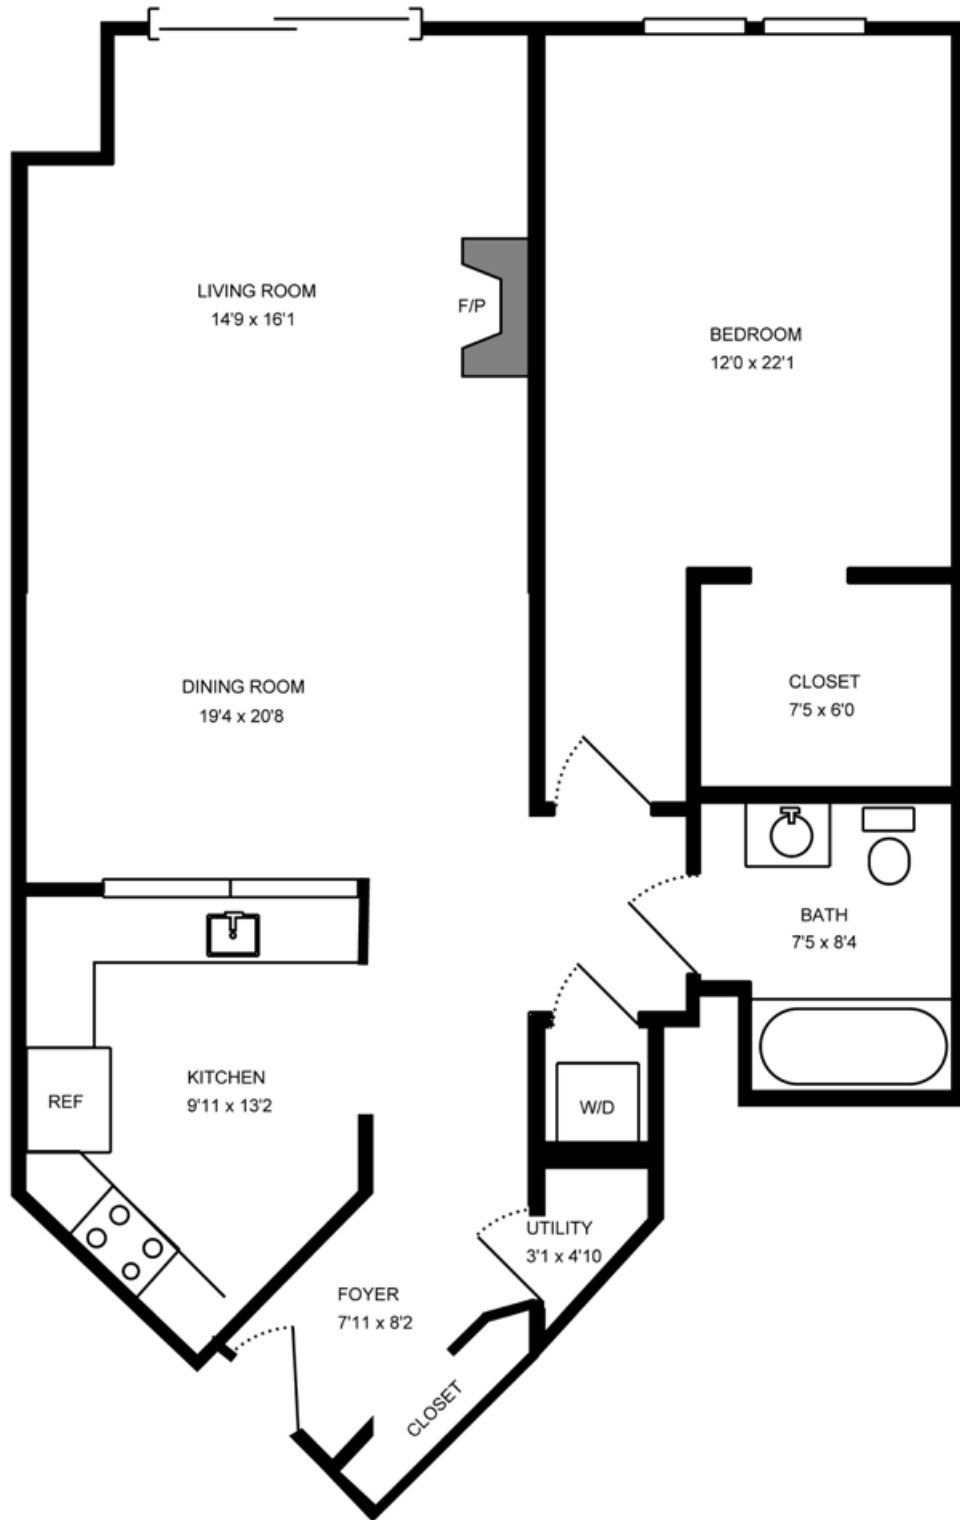 LIVING ROOM
14'9 x 16'1
F/P
BEDROOM
12'0 x 22'1
DINING ROOM
19'4 x 20'8
CLOSET
7'5 x 6'0
BATH
7'5 x 8'4
KITCHEN
9'11 x 13'2
REF
W/D
UTILITY
3'1 x 4'10
FOYER
7'11 x 8'2
CLOSET